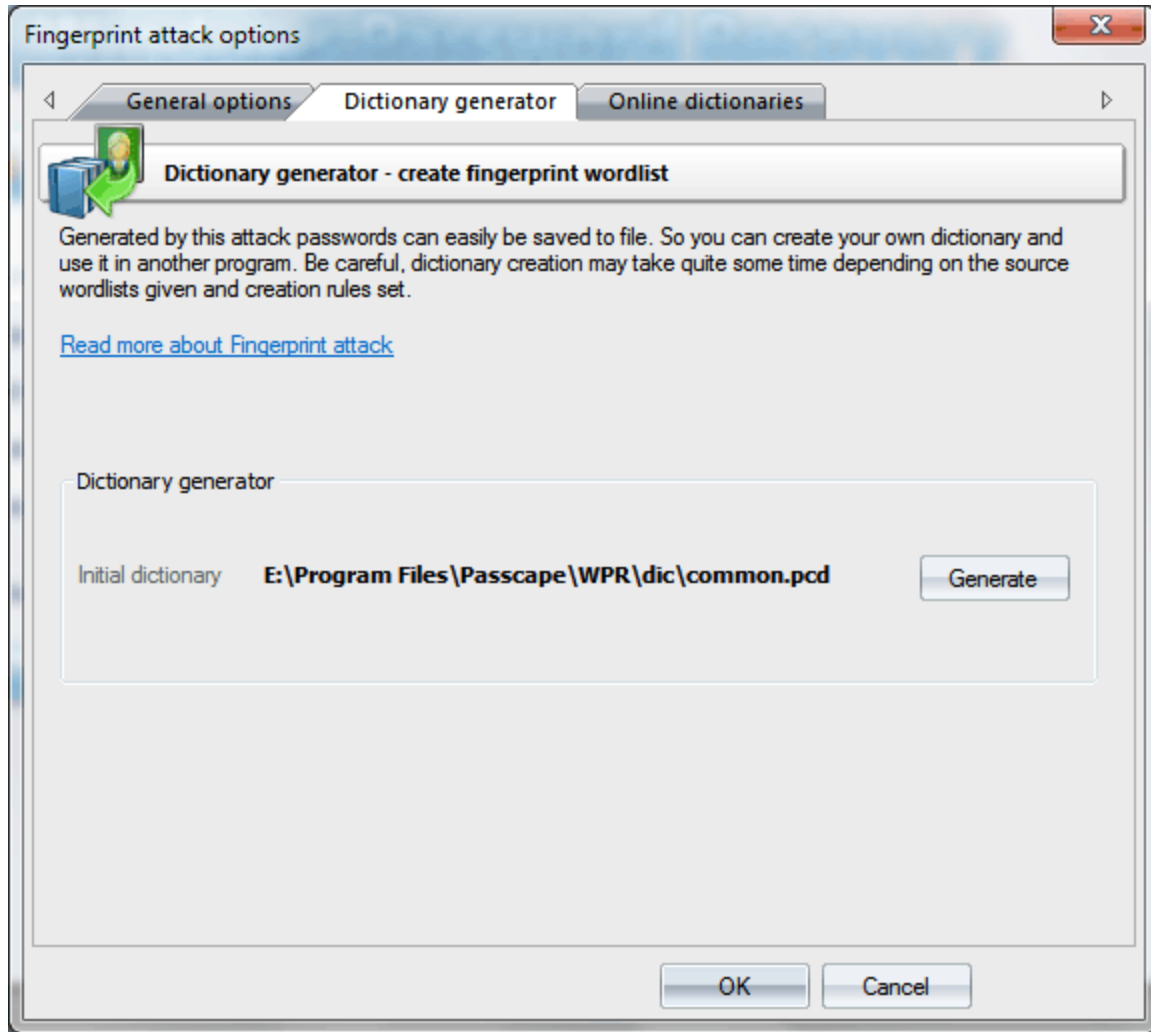 Fingerprint attack options
General options
Dictionary generator
Online dictionaries
Dictionary generator - create fingerprint wordlist
Generated by this attack passwords can easily be saved to file. So you can create your own dictionary and
use it in another program. Be careful, dictionary creation may take quite some time depending on the source
wordlists given and creation rules set.
Read more about Fingerprint attack
Dictionary generator
Initial dictionary
E:\Program Files\Passcape\WPR\dic\common.pcd
Generate
OK
Cancel